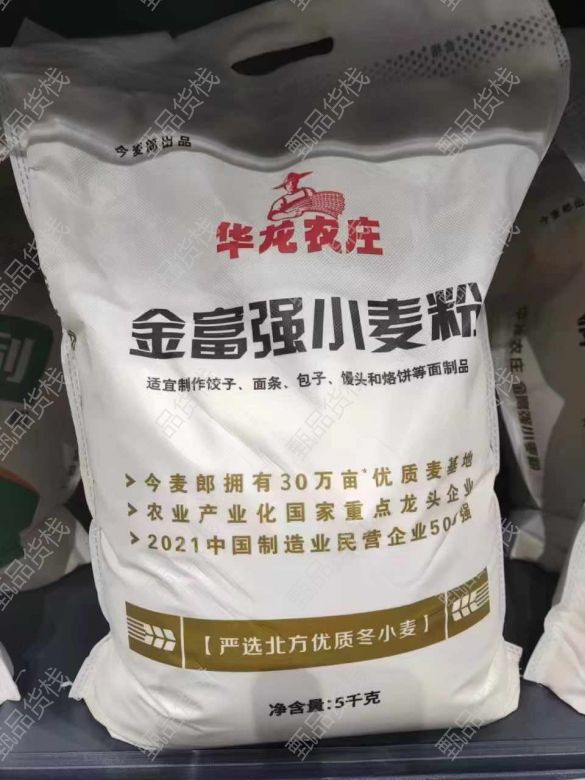 今麦郎出品
华龙农庄
金富强小麦粉
适宜制作饺子、面条、包子、馒头和烙饼等面制品
>今麦郎拥有30万亩*优质麦基地
>农业产业化国家重点龙头企业
>2021中国制造业民营企业500强
【严选北方优质冬小麦】
净含量:5千克
甄品货栈